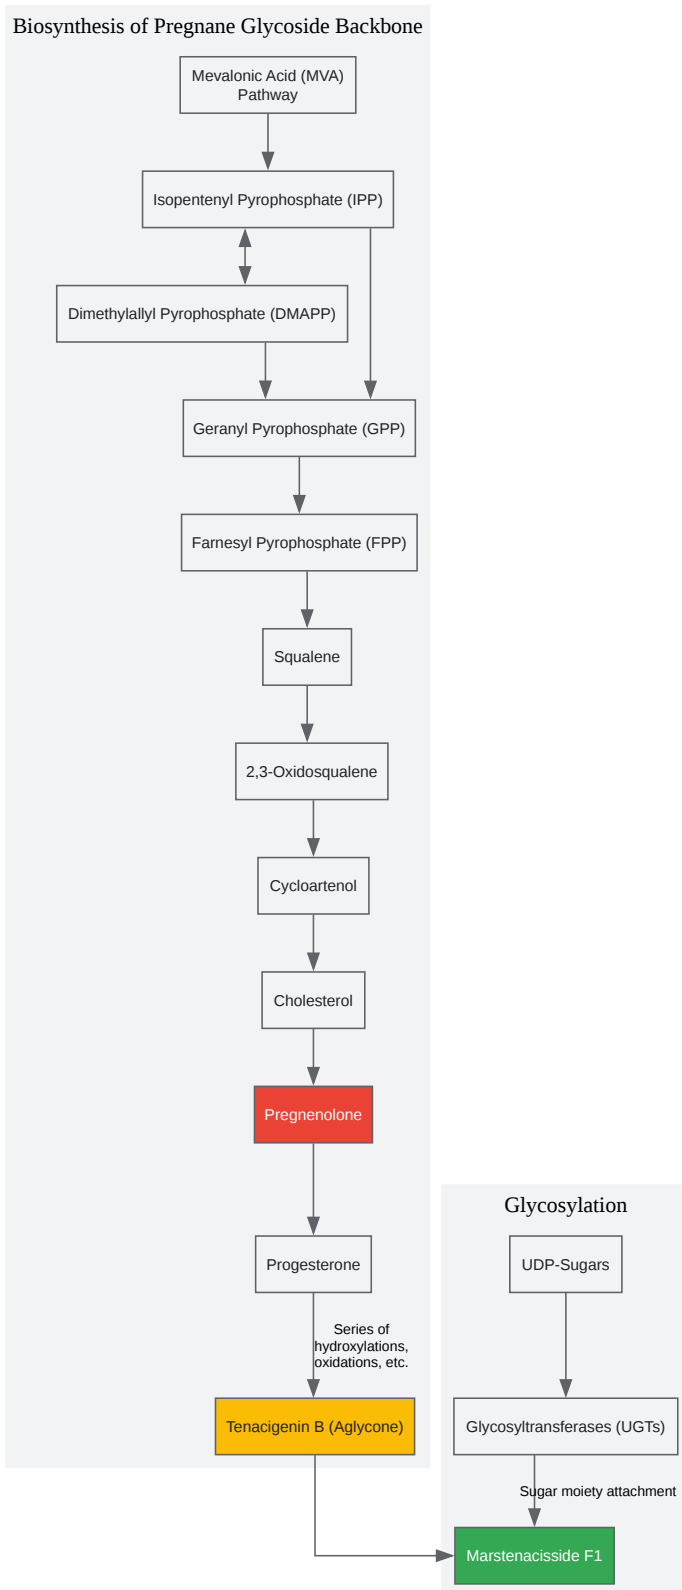 Biosynthesis of Pregnane Glycoside Backbone
Mevalonic Acid (MVA)
Pathway
Isopentenyl Pyrophosphate (IPP)
Dimethylallyl Pyrophosphate (DMAPP)
Geranyl Pyrophosphate (GPP)
Farnesyl Pyrophosphate (FPP)
Squalene
2,3-Oxidosqualene
Cycloartenol
Cholesterol
Pregnenolone
Progesterone
Series of
hydroxylations,
oxidations, etc.
Tenacigenin B (Aglycone)
Glycosylation
UDP-Sugars
Glycosyltransferases (UGTs)
Sugar moiety attachment
Marstenacisside F1